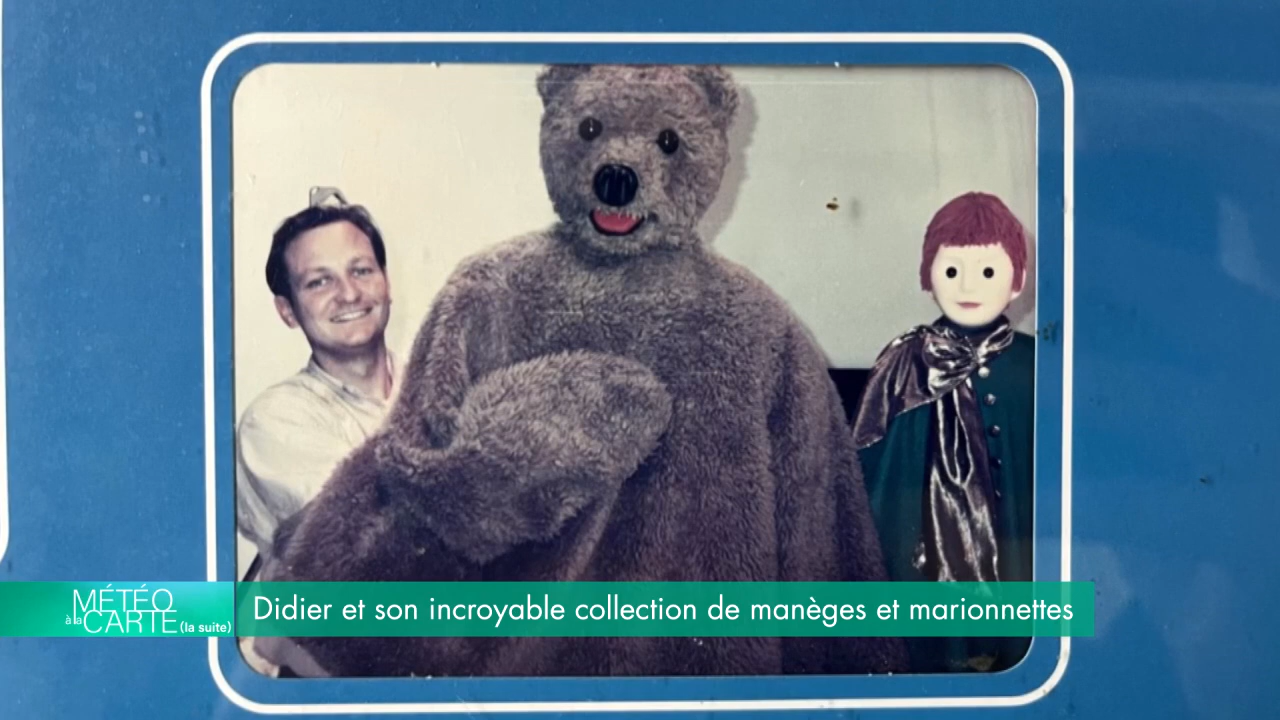 MÉTÉO
à la CARTE (la suite)
Didier et son incroyable collection de manèges et marionnettes